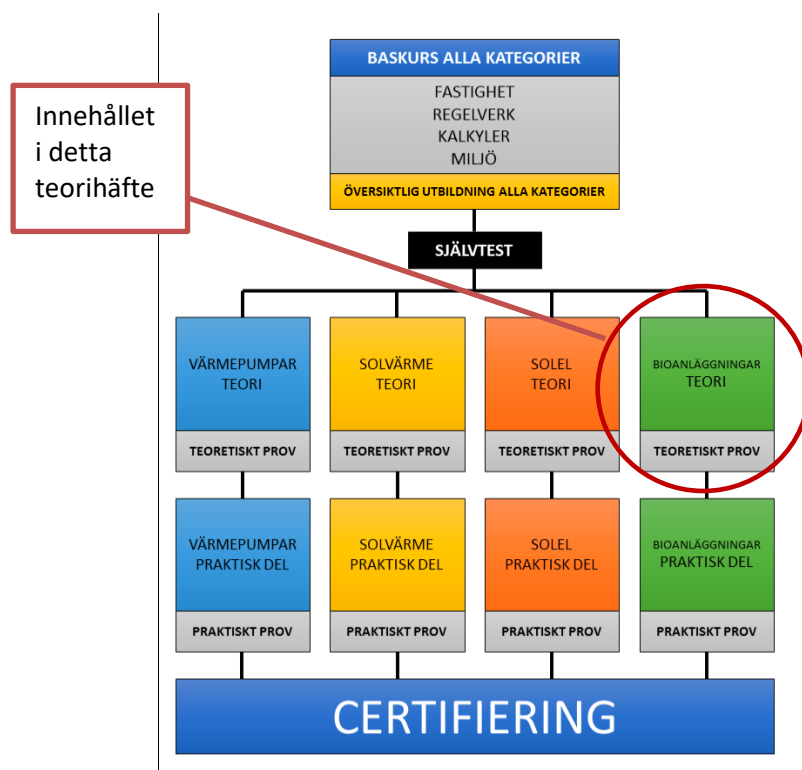 BASKURS ALLA KATEGORIER
FASTIGHET
REGELVERK
KALKYLER
MILJÖ
ÖVERSIKTLIG UTBILDNING ALLA KATEGORIER
Innehållet
i detta
teorihäfte
SJÄLVTEST
VÄRMEPUMPAR
TEORI
TEORETISKT PROV
SOLVÄRME
TEORI
TEORETISKT PROV
SOLEL
TEORI
TEORETISKT PROV
BIOANLÄGGNINGAR
TEORI
TEORETISKT PROV
VÄRMEPUMPAR
PRAKTISK DEL
PRAKTISKT PROV
SOLVÄRME
PRAKTISK DEL
PRAKTISKT PROV
SOLEL
PRAKTISK DEL
PRAKTISKT PROV
BIOANLÄGGNINGAR
PRAKTISK DEL
PRAKTISKT PROV
CERTIFIERING